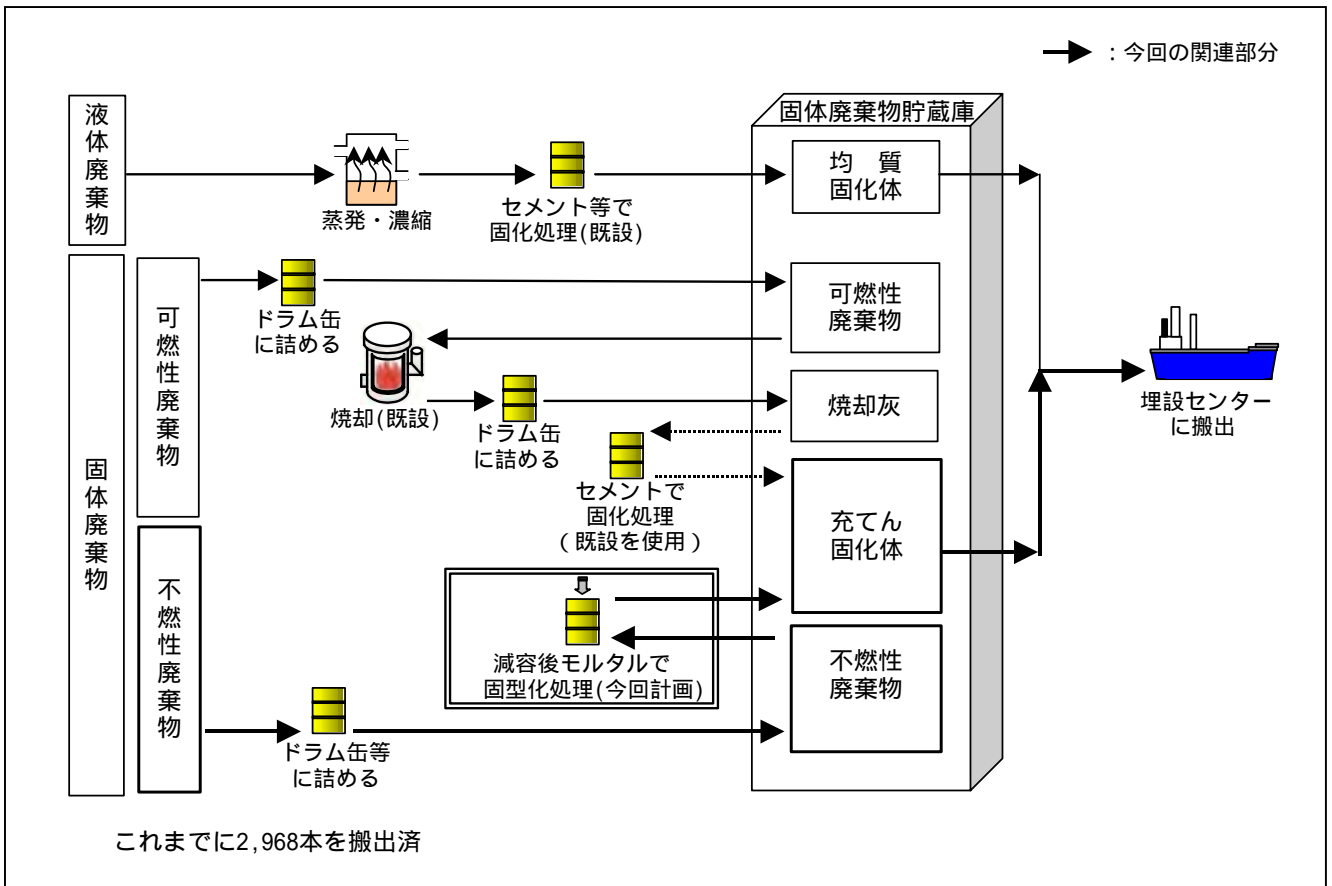 ：今回の関連部分
液体廃棄物
蒸発・濃縮
セメント等で
固化処理(既設)
固体廃棄物貯蔵庫
均　質
固化体
固体廃棄物
可燃性廃棄物
ドラム缶
に詰める
可燃性
廃棄物
焼却(既設)
ドラム缶
に詰める
焼却灰
セメントで
固化処理
(既設を使用)
充てん
固化体
埋設センター
に搬出
不燃性廃棄物
減容後モルタルで
固型化処理(今回計画)
不燃性
廃棄物
ドラム缶等
に詰める
これまでに2,968本を搬出済